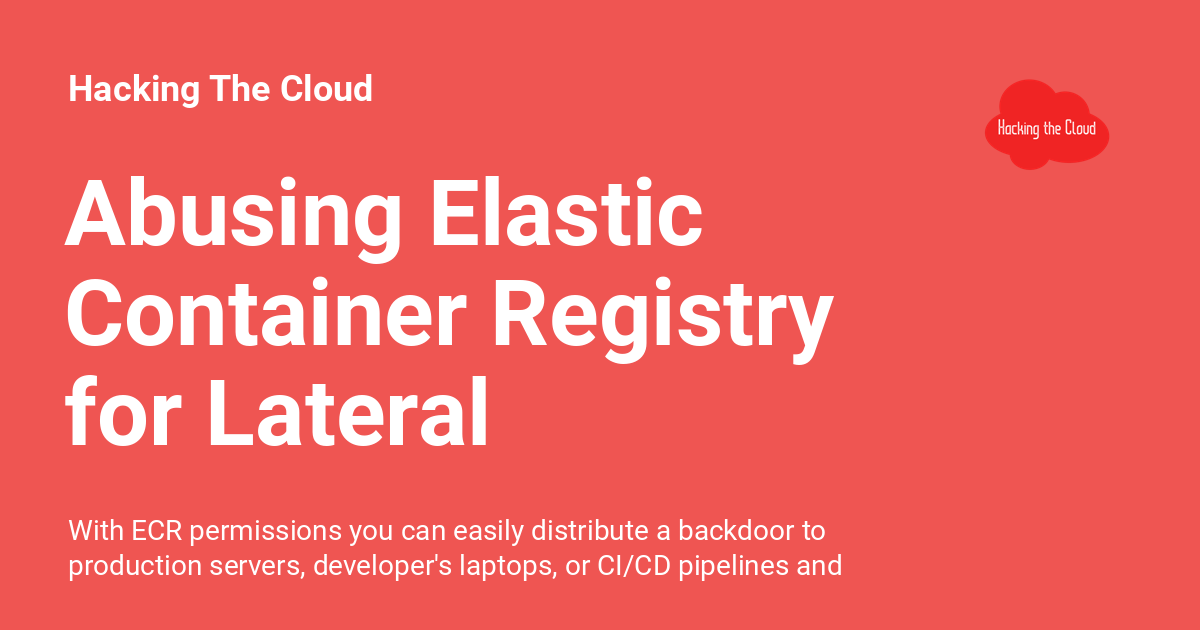 Hacking The Cloud
Hacking the Cloud
Abusing Elastic
Container Registry
for Lateral
With ECR permissions you can easily distribute a backdoor to
production servers, developer's laptops, or CI/CD pipelines and